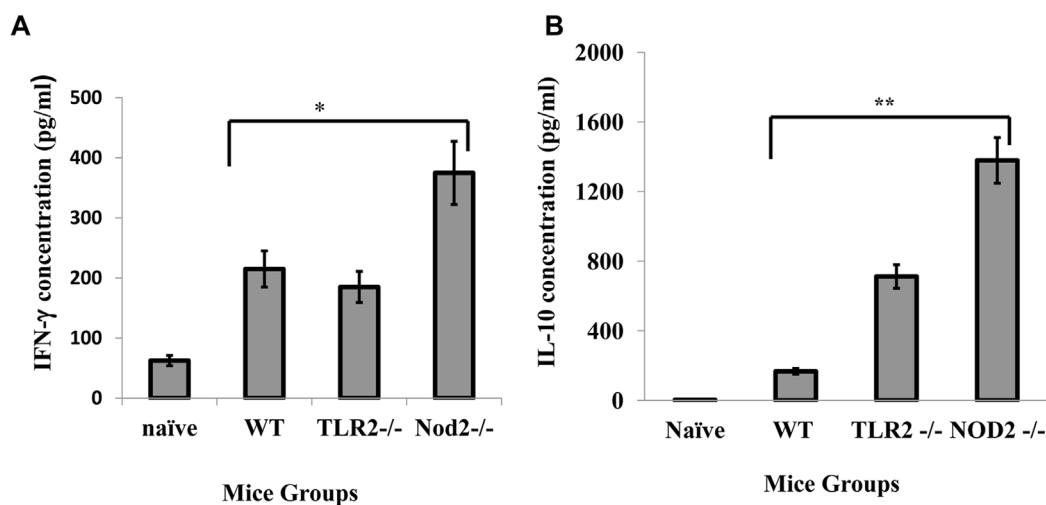 A
IFN-γ concentration (pg/ml)
500
400
300
200
100
0
*
naïve WT TLR2-/- Nod2-/-
Mice Groups
B
IL-10 concentration (pg/ml)
2000
1600
1200
800
400
0
**
Naïve WT TLR2 -/- NOD2 -/-
Mice Groups